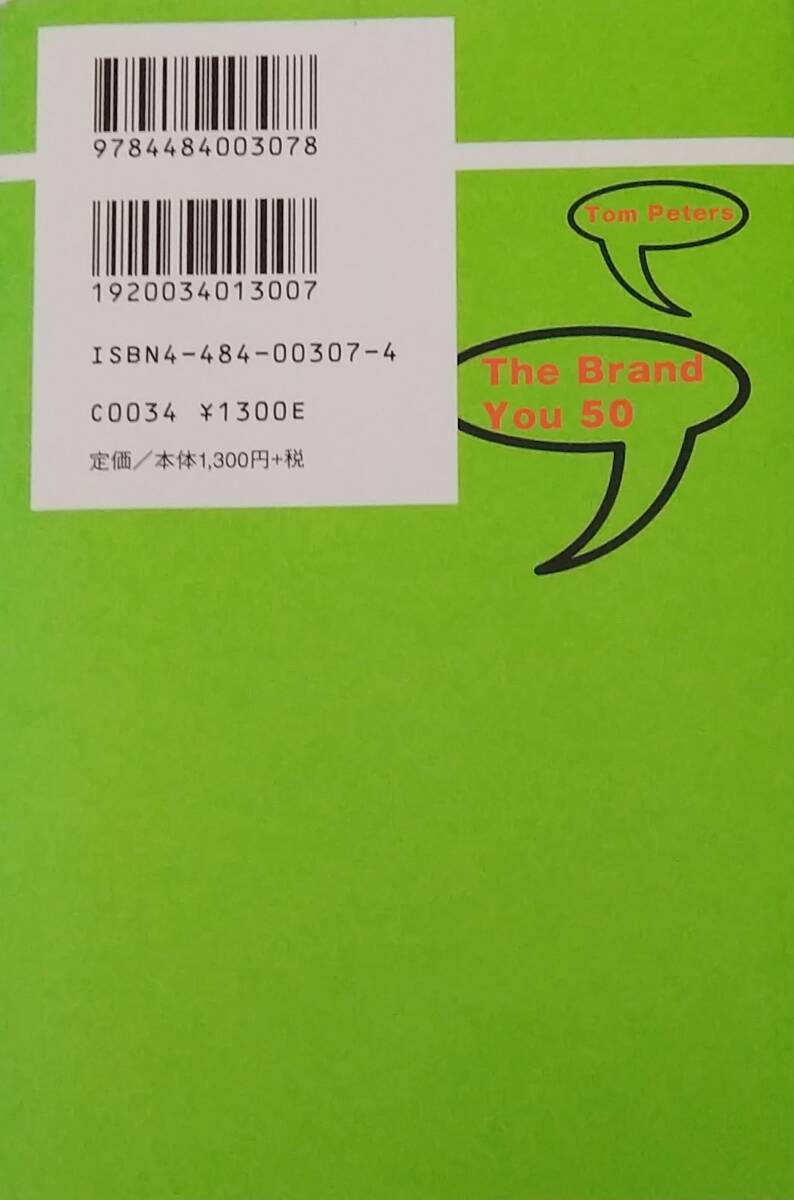 9784484003078
1920034013007
ISBN4-484-00307-4
C0034 ¥1300E
定価／本体1,300円+税
Tom Peters
The Brand
You 50